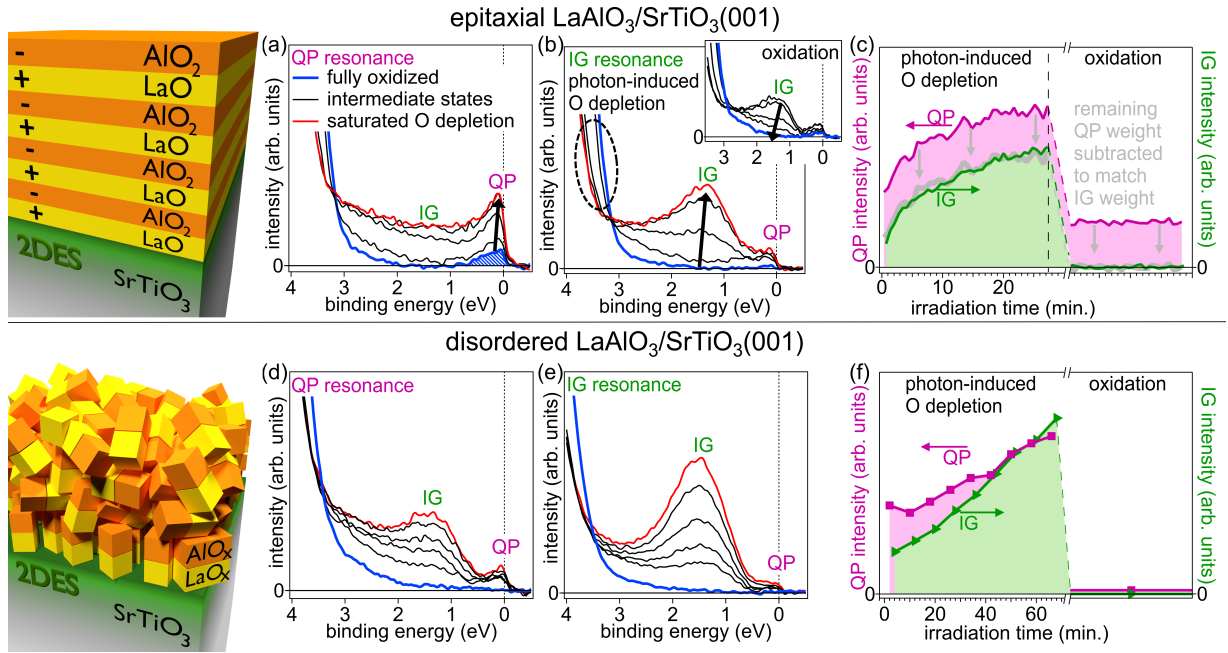 epitaxial LaAlO₃/SrTiO₃(001)
- AlO₂
+ LaO
- AlO₂
+ LaO
- AlO₂
+ LaO
- AlO₂
+ LaO
2DES
SrTiO₃
(a) QP resonance
fully oxidized
intermediate states
saturated O depletion
QP
IG
intensity (arb. units)
0
4 3 2 1 0
binding energy (eV)
(b) IG resonance
photon-induced
O depletion
oxidation
IG
0
3 2 1 0
IG
QP
intensity (arb. units)
0
4 3 2 1 0
binding energy (eV)
(c) photon-induced
O depletion
oxidation
QP
IG
remaining
QP weight
subtracted
to match
IG weight
QP intensity (arb. units)
IG intensity (arb. units)
0
0 10 20
irradiation time (min.)
disordered LaAlO₃/SrTiO₃(001)
AlOₓ
LaOₓ
2DES
SrTiO₃
(d) QP resonance
IG
QP
intensity (arb. units)
0
4 3 2 1 0
binding energy (eV)
(e) IG resonance
IG
QP
intensity (arb. units)
0
4 3 2 1 0
binding energy (eV)
(f) photon-induced
O depletion
oxidation
QP
IG
QP intensity (arb. units)
IG intensity (arb. units)
0 0
0 20 40 60
irradiation time (min.)